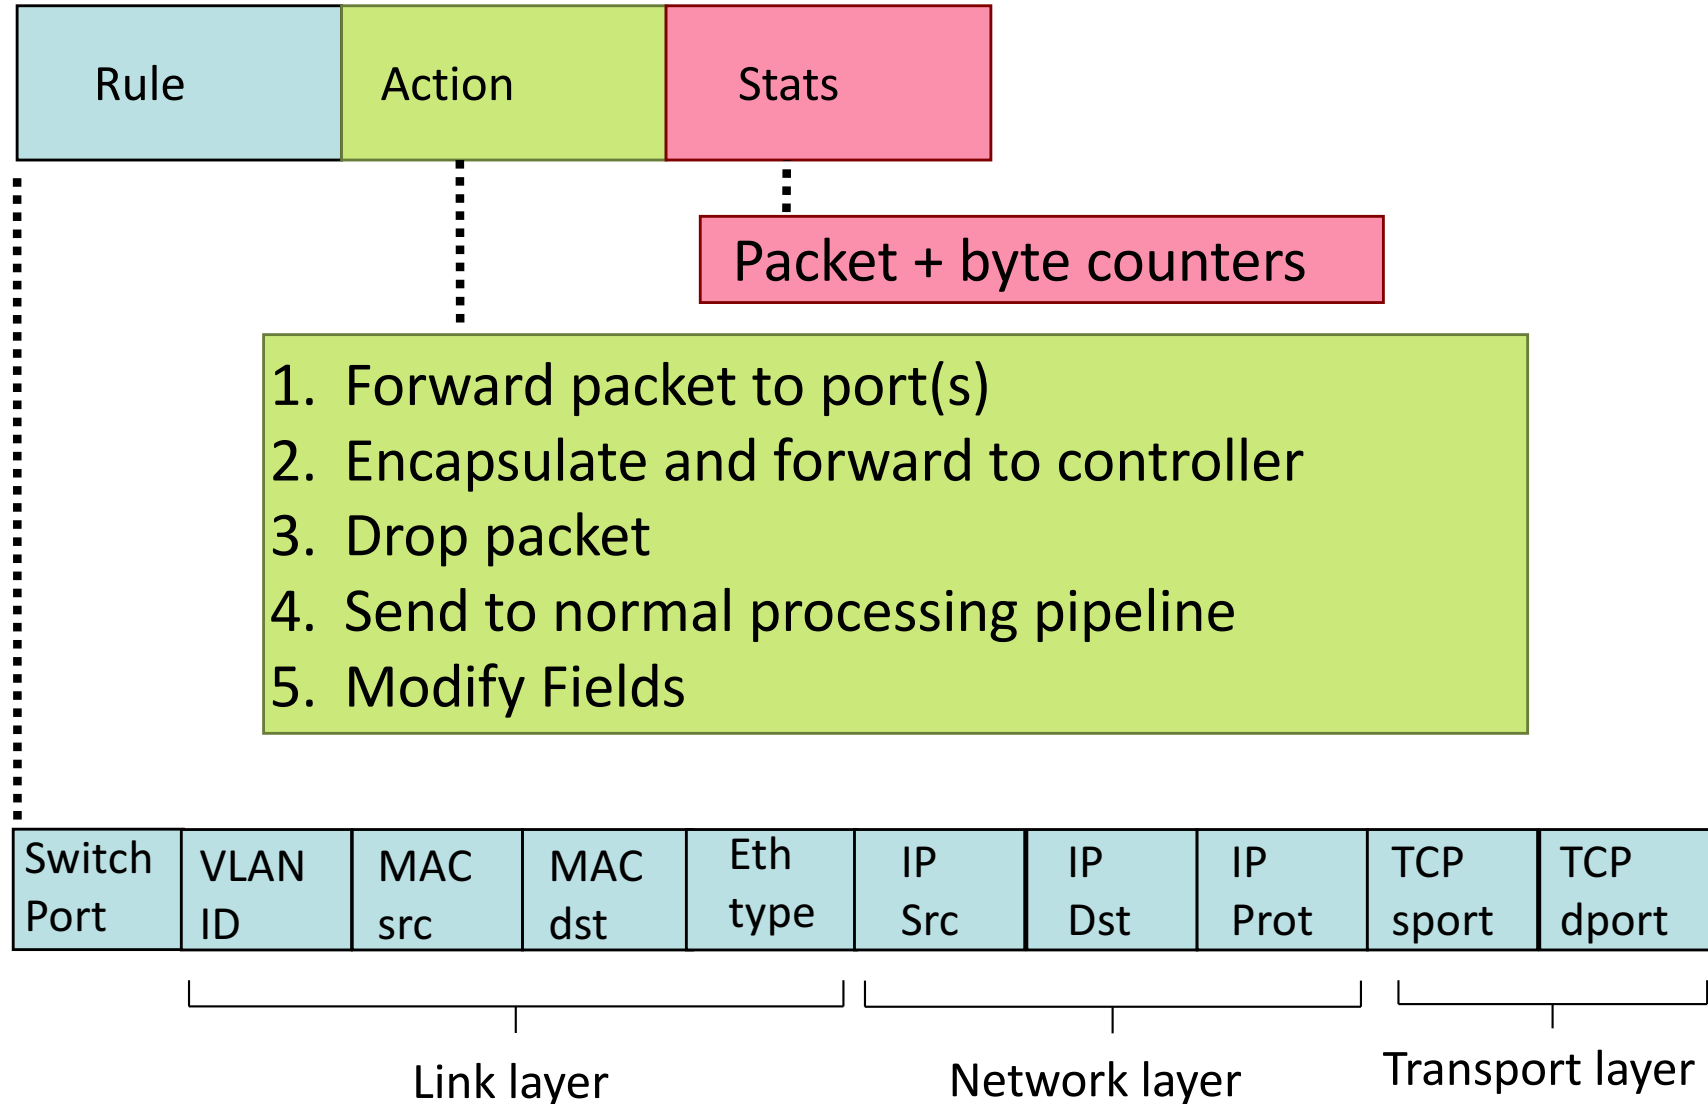 Rule
Action
Stats
Packet + byte counters
1. Forward packet to port(s)
2. Encapsulate and forward to controller
3. Drop packet
4. Send to normal processing pipeline
5. Modify Fields
Switch
Port
VLAN
ID
MAC
src
MAC
dst
Eth
type
IP
Src
IP
Dst
IP
Prot
TCP
sport
TCP
dport
Link layer
Network layer
Transport layer